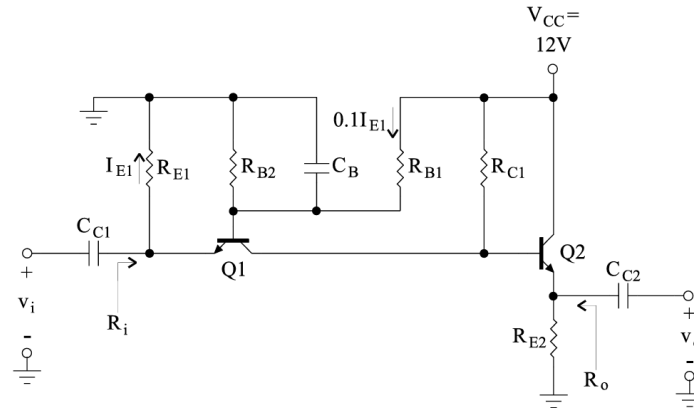 V_CC =
12V
0.1I_E1
I_E1
R_E1
R_B2
C_B
R_B1
R_C1
C_C1
Q1
Q2
C_C2
+
v_i
-
R_i
R_E2
R_o
+
-